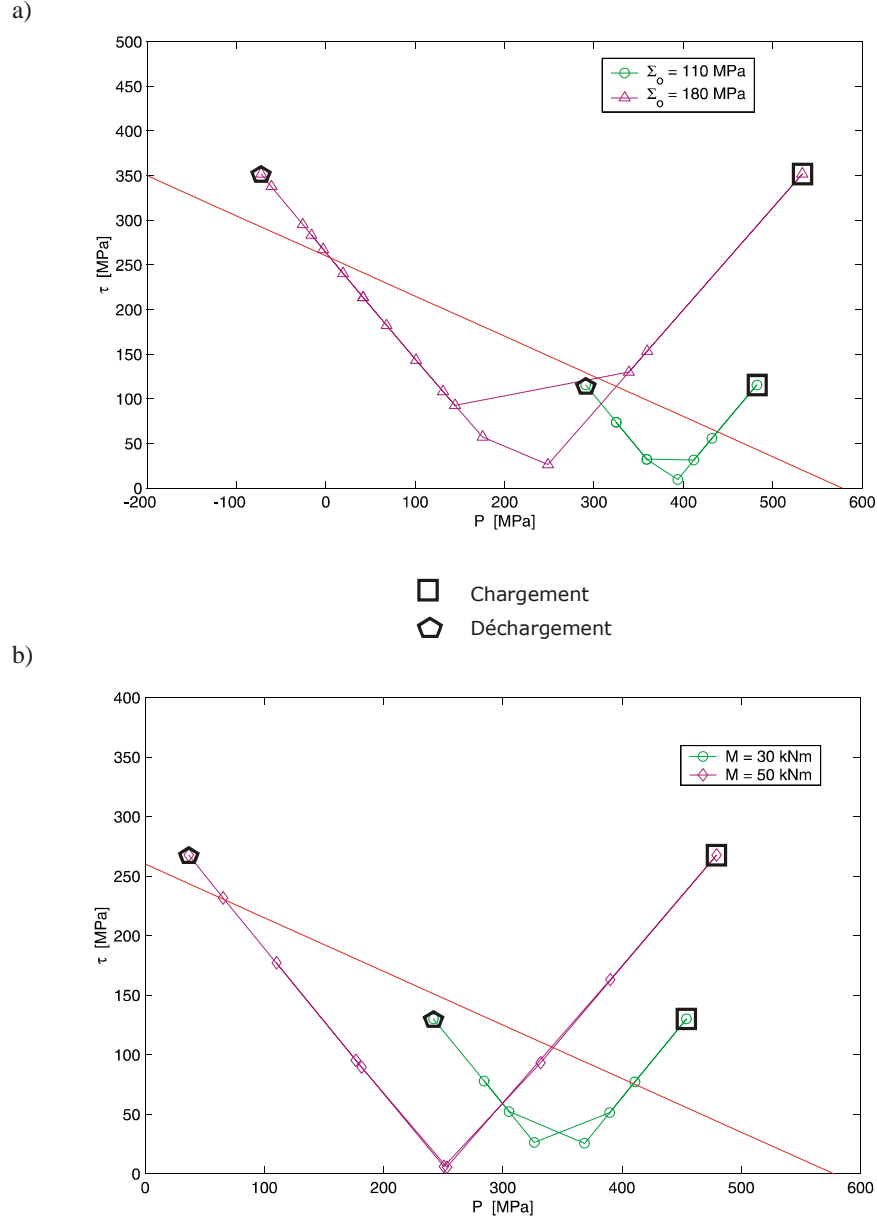 a)
500
450
400
350
300
250
200
150
100
50
0
τ [MPa]
Σo = 110 MPa
Σo = 180 MPa
-200 -100 0 100 200 300 400 500 600
P [MPa]
Chargement
Déchargement
b)
400
350
300
250
200
150
100
50
0
τ [MPa]
M = 30 kNm
M = 50 kNm
0 100 200 300 400 500 600
P [MPa]